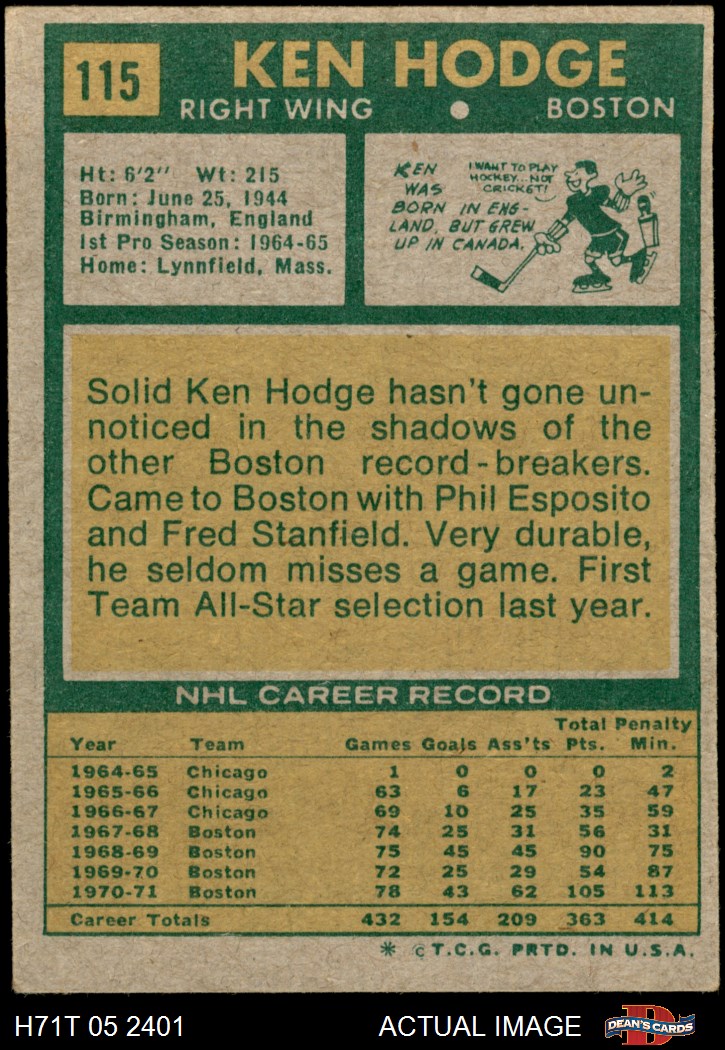 115
KEN HODGE
RIGHT WING • BOSTON
Ht: 6'2" Wt: 215
Born: June 25, 1944
Birmingham, England
1st Pro Season: 1964-65
Home: Lynnfield, Mass.
KEN
WAS
BORN IN ENG-
LAND, BUT GREW
UP IN CANADA.
I WANT TO PLAY
HOCKEY...NOT
CRICKET!
Solid Ken Hodge hasn't gone un-
noticed in the shadows of the
other Boston record-breakers.
Came to Boston with Phil Esposito
and Fred Stanfield. Very durable,
he seldom misses a game. First
Team All-Star selection last year.
NHL CAREER RECORD
Total Penalty
Year Team Games Goals Ass'ts Pts. Min.
1964-65 Chicago 1 0 0 0 2
1965-66 Chicago 63 6 17 23 47
1966-67 Chicago 69 10 25 35 59
1967-68 Boston 74 25 31 56 31
1968-69 Boston 75 45 45 90 75
1969-70 Boston 72 25 29 54 87
1970-71 Boston 78 43 62 105 113
Career Totals 432 154 209 363 414
* © T.C.G. PRTD. IN U.S.A.
H71T 05 2401 ACTUAL IMAGE
D
DEAN'S CARDS